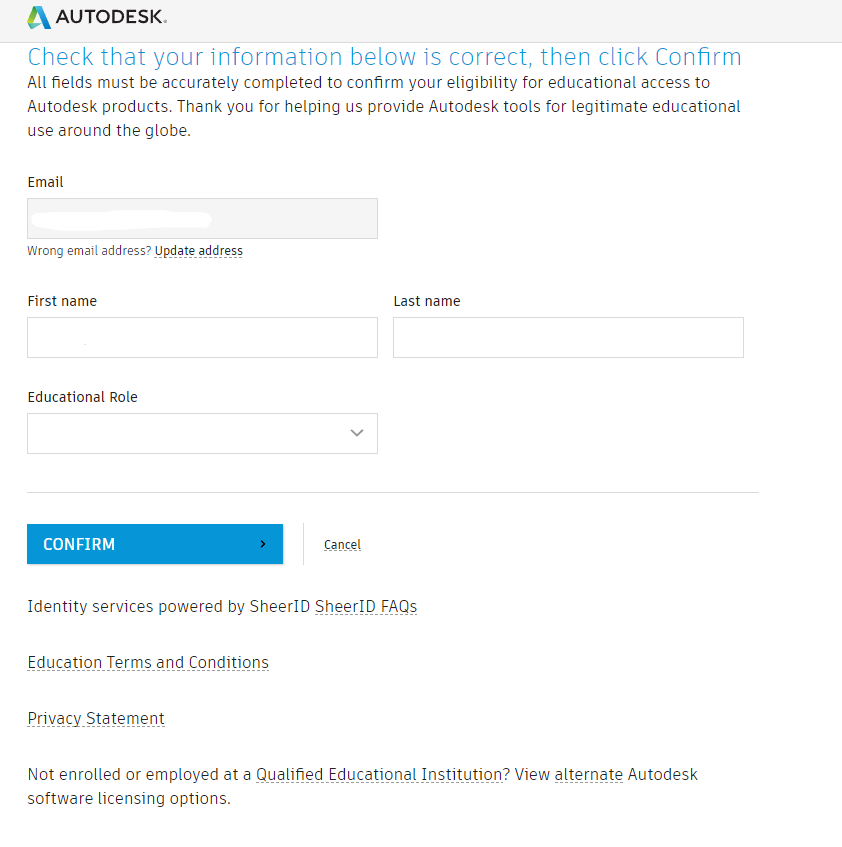 AUTODESK.
Check that your information below is correct, then click Confirm
All fields must be accurately completed to confirm your eligibility for educational access to
Autodesk products. Thank you for helping us provide Autodesk tools for legitimate educational
use around the globe.
Email
Wrong email address? Update address
First name Last name
Educational Role
CONFIRM Cancel
Identity services powered by SheerID SheerID FAQs
Education Terms and Conditions
Privacy Statement
Not enrolled or employed at a Qualified Educational Institution? View alternate Autodesk
software licensing options.